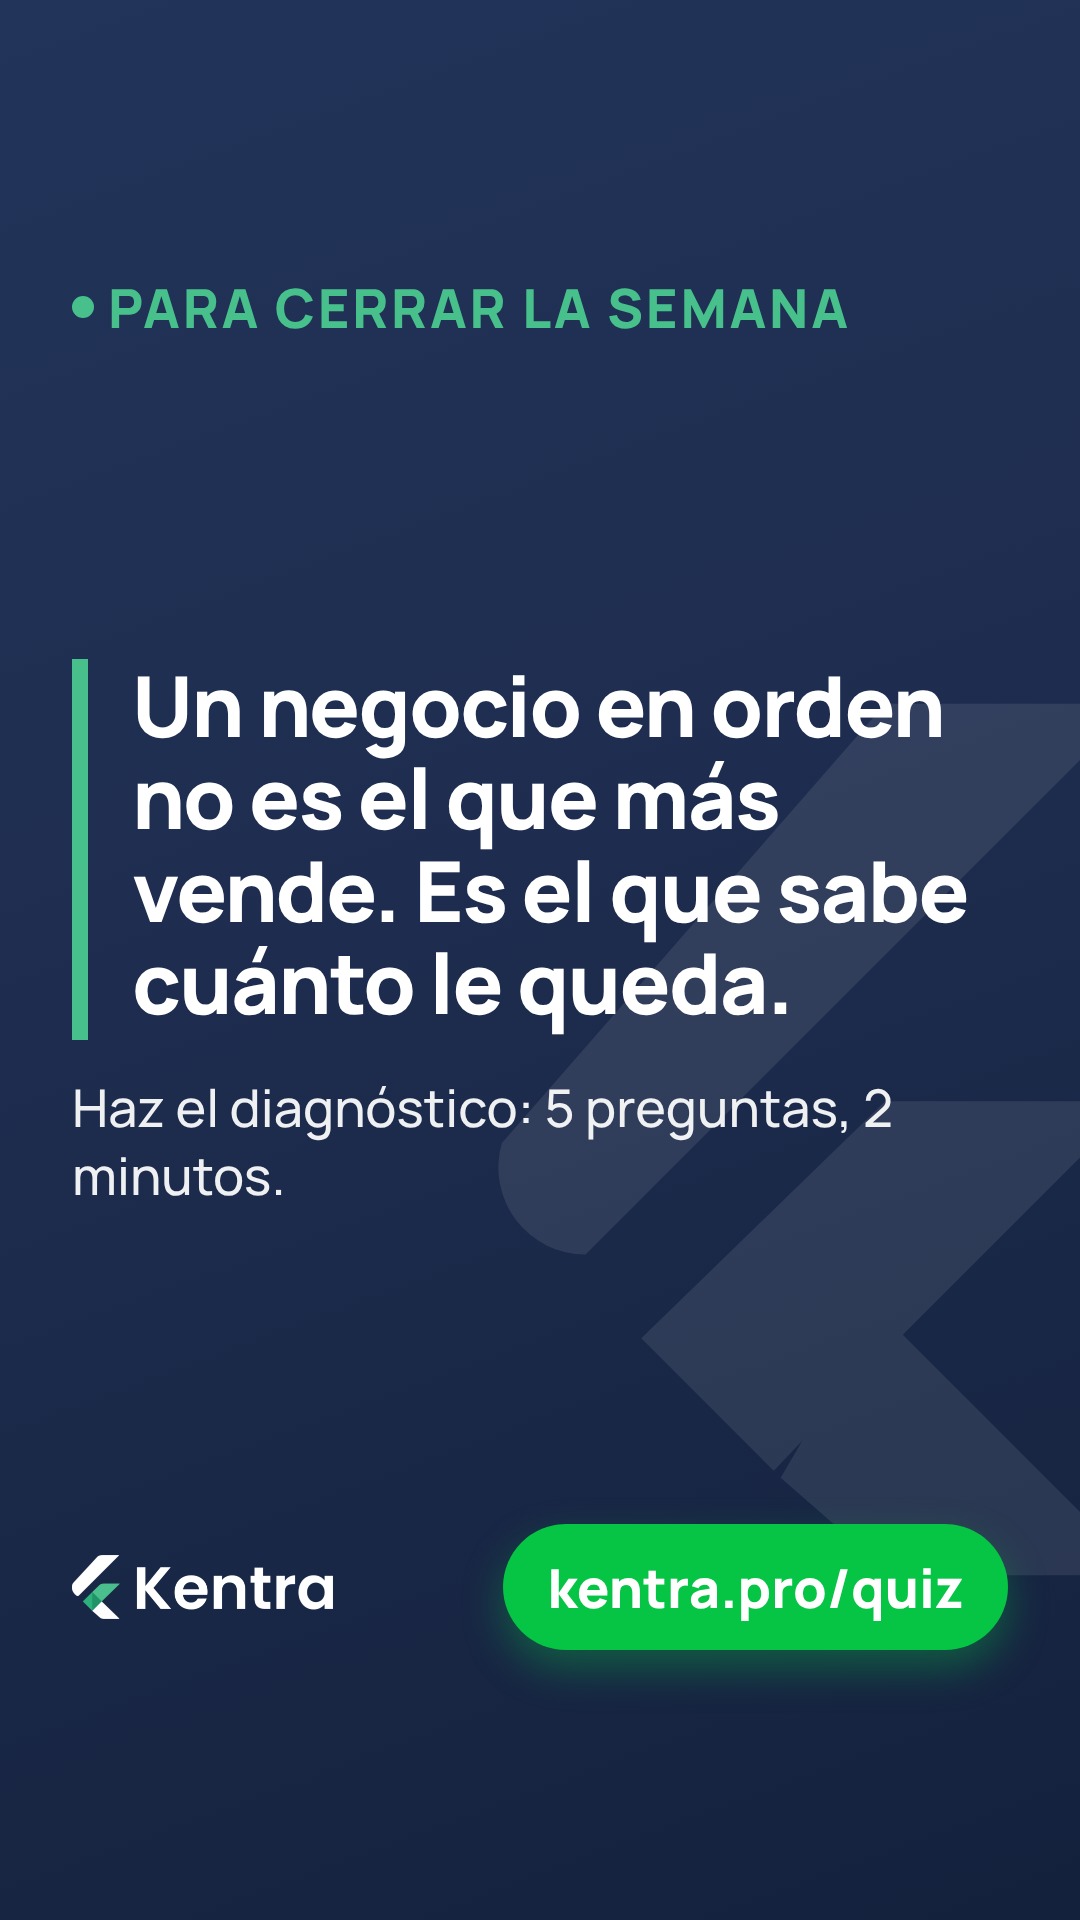 PARA CERRAR LA SEMANA
Un negocio en orden
no es el que más
vende. Es el que sabe
cuánto le queda.
Haz el diagnóstico: 5 preguntas, 2
minutos.
Kentra
kentra.pro/quiz